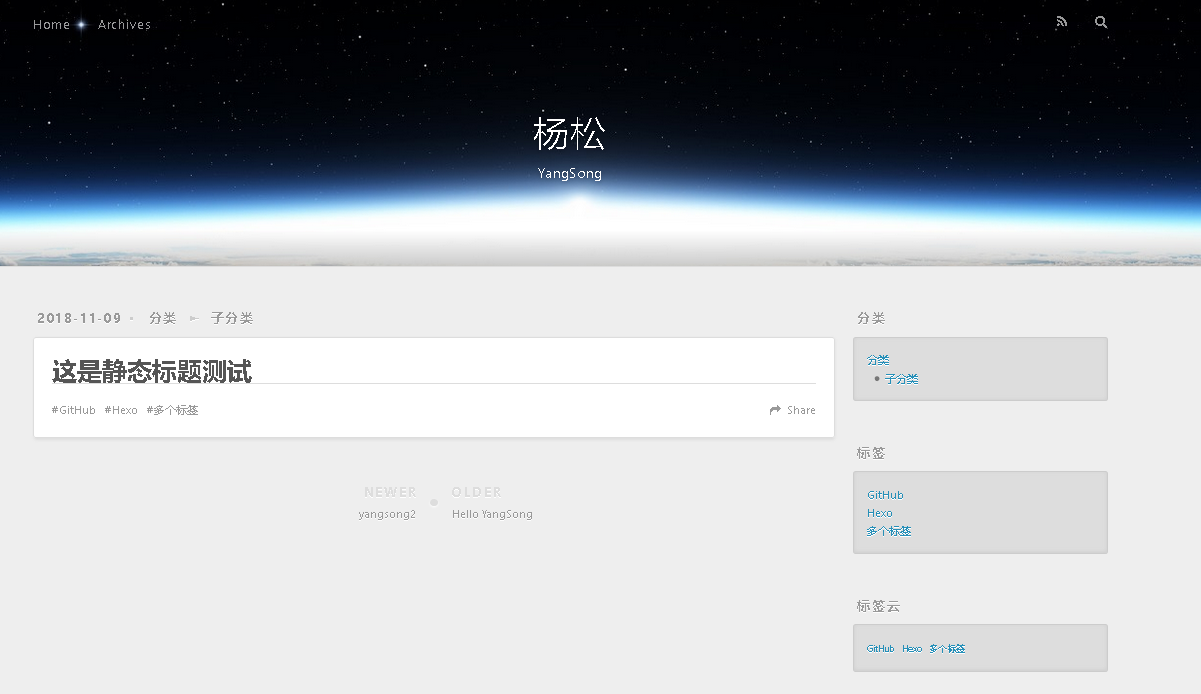 Home Archives
杨松
YangSong
2018-11-09 • 分类 ► 子分类
这是静态标题测试
#GitHub #Hexo #多个标签
Share
NEWER
yangsong2
OLDER
Hello YangSong
分类
分类
• 子分类
标签
GitHub
Hexo
多个标签
标签云
GitHub Hexo 多个标签